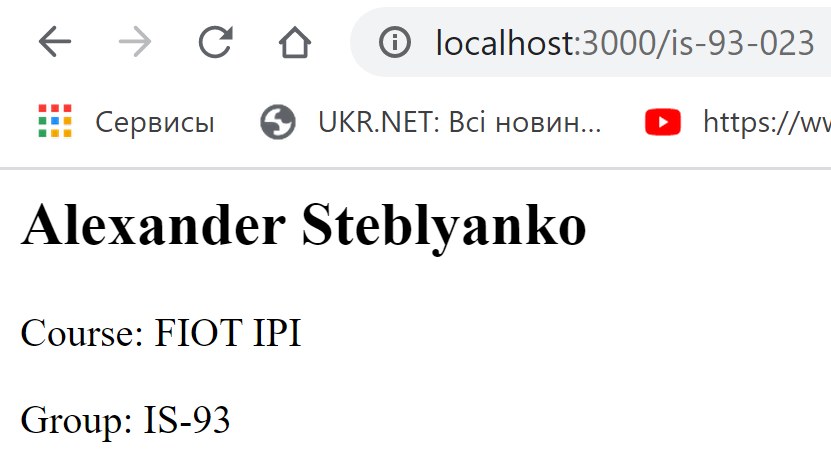 localhost:3000/is-93-023
Сервисы UKR.NET: Всі новин... https://ww
Alexander Steblyanko
Course: FIOT IPI
Group: IS-93